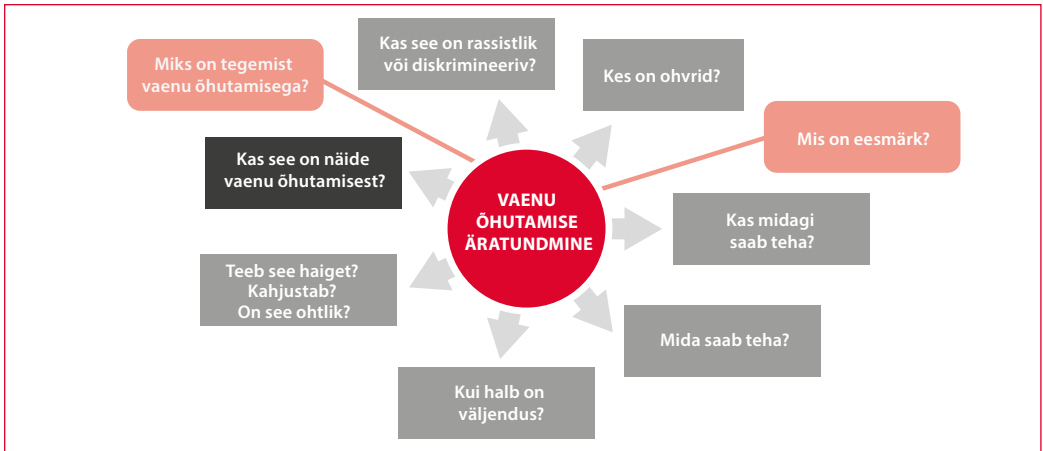 Kas see on rassistlik
või diskrimineeriv?
Miks on tegemist
vaenu õhutamisega?
Kes on ohvrid?
Mis on eesmärk?
Kas see on näide
vaenu õhutamisest?
VAENU
ÕHUTAMISE
ÄRATUNDMINE
Kas midagi
saab teha?
Teeb see haiget?
Kahjustab?
On see ohtlik?
Mida saab teha?
Kui halb on
väljendus?